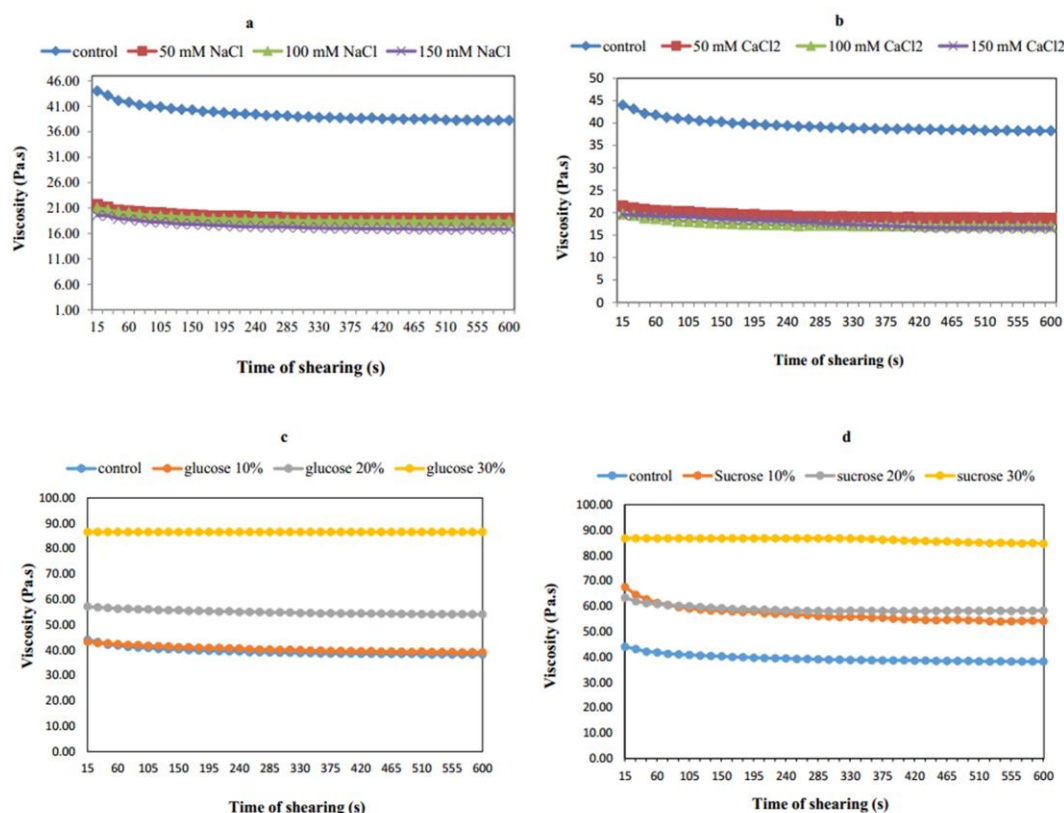 a
control 50 mM NaCl 100 mM NaCl 150 mM NaCl
46.00
41.00
36.00
31.00
26.00
21.00
16.00
11.00
6.00
1.00
Viscosity (Pa.s)
15 60 105 150 195 240 285 330 375 420 465 510 555 600
Time of shearing (s)
b
control 50 mM CaCl2 100 mM CaCl2 150 mM CaCl2
50
45
40
35
30
25
20
15
10
5
0
Viscosity (Pa.s)
15 60 105 150 195 240 285 330 375 420 465 510 555 600
Time of shearing (s)
c
control glucose 10% glucose 20% glucose 30%
100.00
90.00
80.00
70.00
60.00
50.00
40.00
30.00
20.00
10.00
0.00
Viscosity (Pa.s)
15 60 105 150 195 240 285 330 375 420 465 510 555 600
Time of shearing (s)
d
control Sucrose 10% sucrose 20% sucrose 30%
100.00
90.00
80.00
70.00
60.00
50.00
40.00
30.00
20.00
10.00
0.00
Viscosity (Pa.s)
15 60 105 150 195 240 285 330 375 420 465 510 555 600
Time of shearing (s)